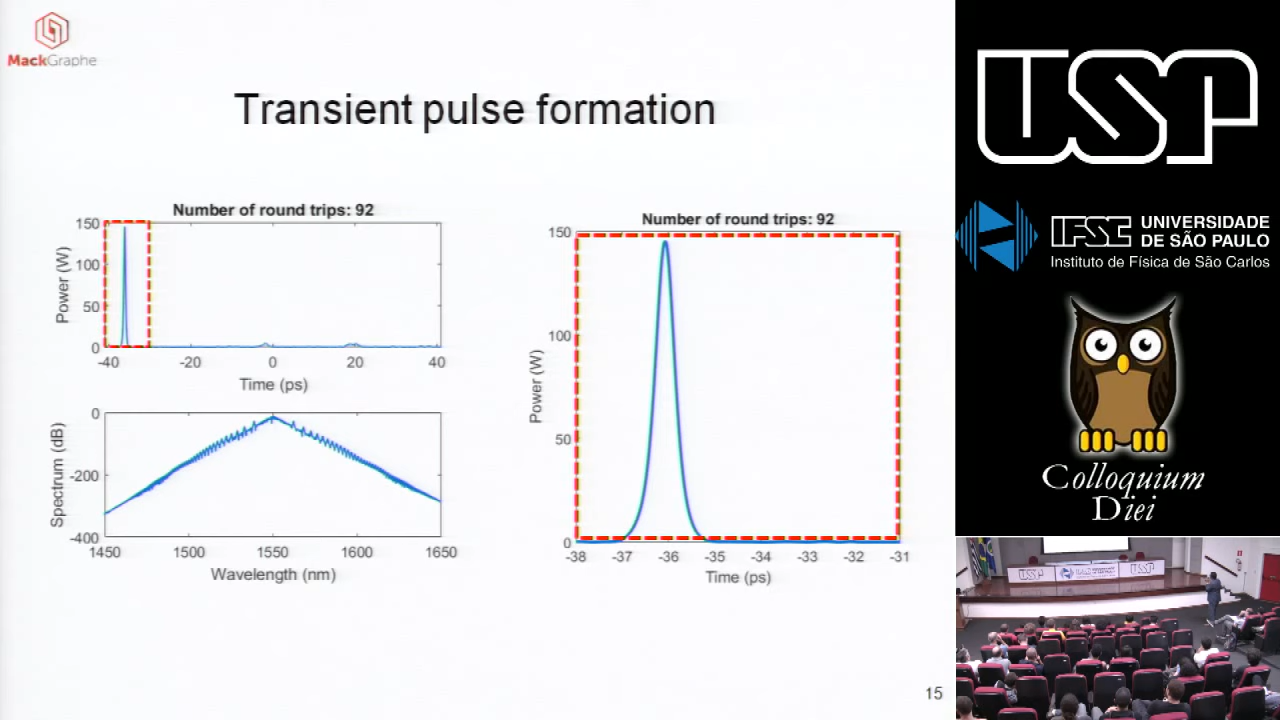 MackGraphe
Transient pulse formation
Number of round trips: 92
150
100
50
0
Power (W)
-40 -20 0 20 40
Time (ps)
0
-200
-400
Spectrum (dB)
1450 1500 1550 1600 1650
Wavelength (nm)
Number of round trips: 92
150
100
50
0
Power (W)
-38 -37 -36 -35 -34 -33 -32 -31
Time (ps)
15
USP
IFSC UNIVERSIDADE
DE SÃO PAULO
Instituto de Física de São Carlos
Colloquium
Diei
USP
USP